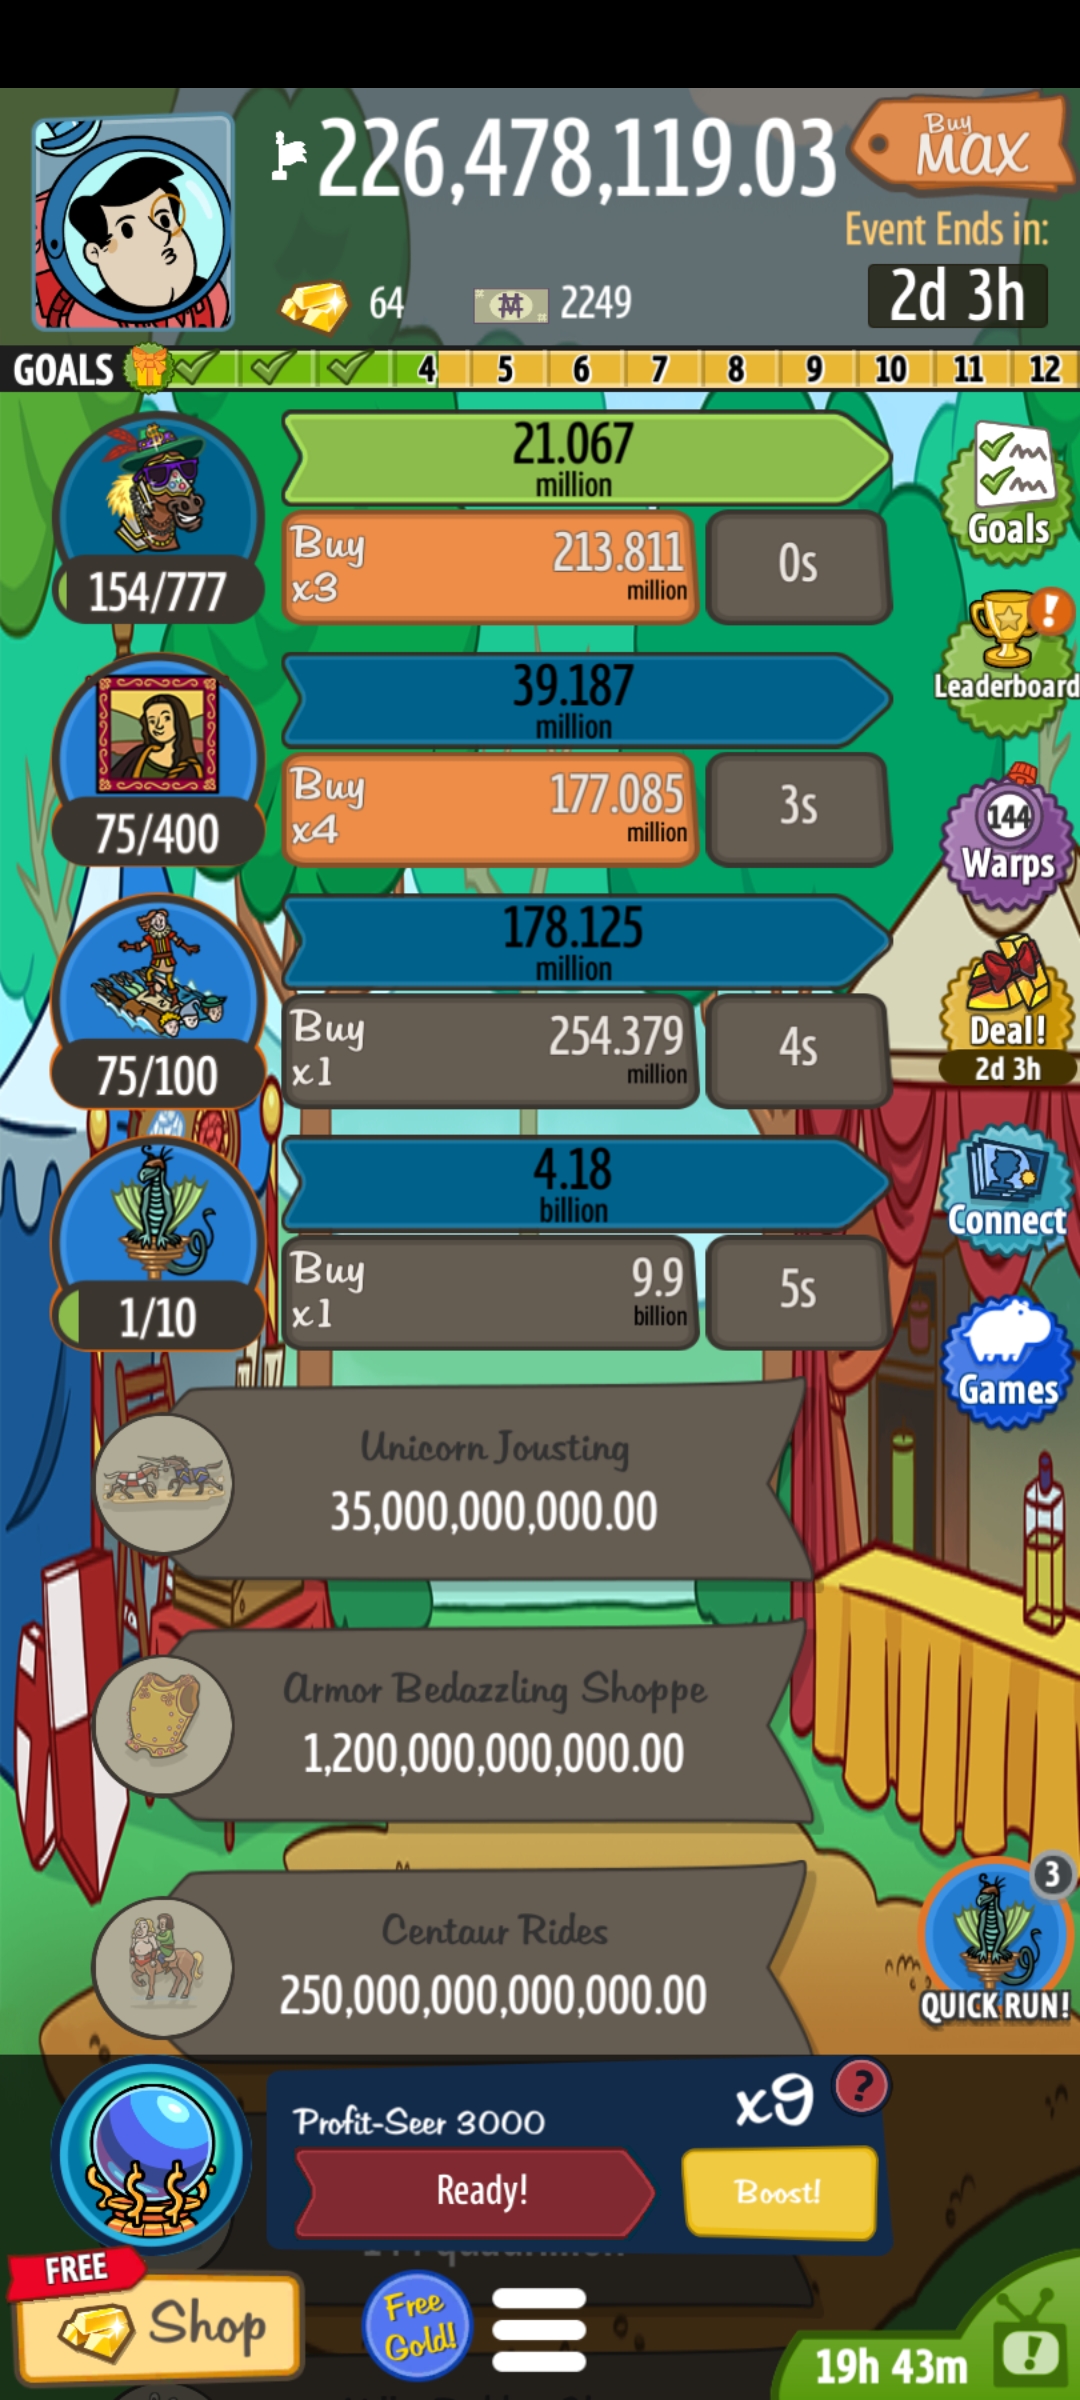 226,478,119.03
Buy
MAX
Event Ends in:
64
2249
2d 3h
GOALS 4 5 6 7 8 9 10 11 12
21.067
million
Buy
x3
213.811
million
0s
154/777
Goals
39.187
million
Buy
x4
177.085
million
3s
75/400
!
Leaderboard
144
Warps
178.125
million
Buy
x1
254.379
million
4s
75/100
Deal!
2d 3h
4.18
billion
Buy
x1
9.9
billion
5s
1/10
Connect
Games
Unicorn Jousting
35,000,000,000.00
Armor Bedazzling Shoppe
1,200,000,000,000.00
Centaur Rides
250,000,000,000,000.00
3
QUICK RUN!
Profit-Seer 3000
x9
?
Ready!
Boost!
FREE
Shop
Free
Gold!
19h 43m
!